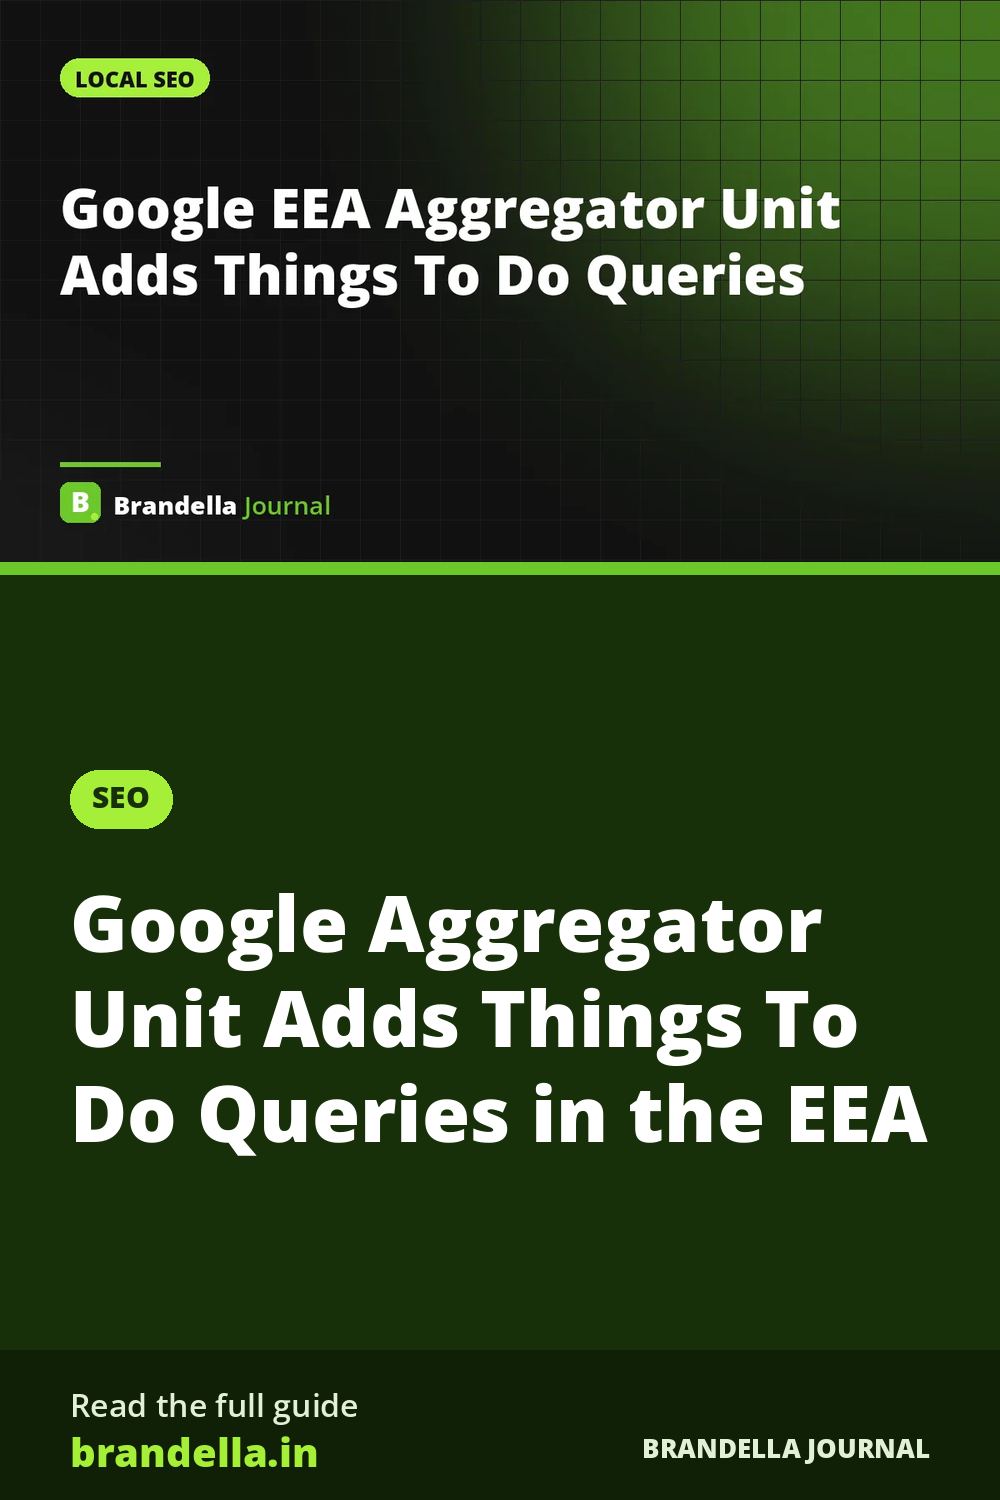 LOCAL SEO
Google EEA Aggregator Unit
Adds Things To Do Queries
B
Brandella Journal
SEO
Google Aggregator
Unit Adds Things To
Do Queries in the EEA
Read the full guide
brandella.in
BRANDELLA JOURNAL